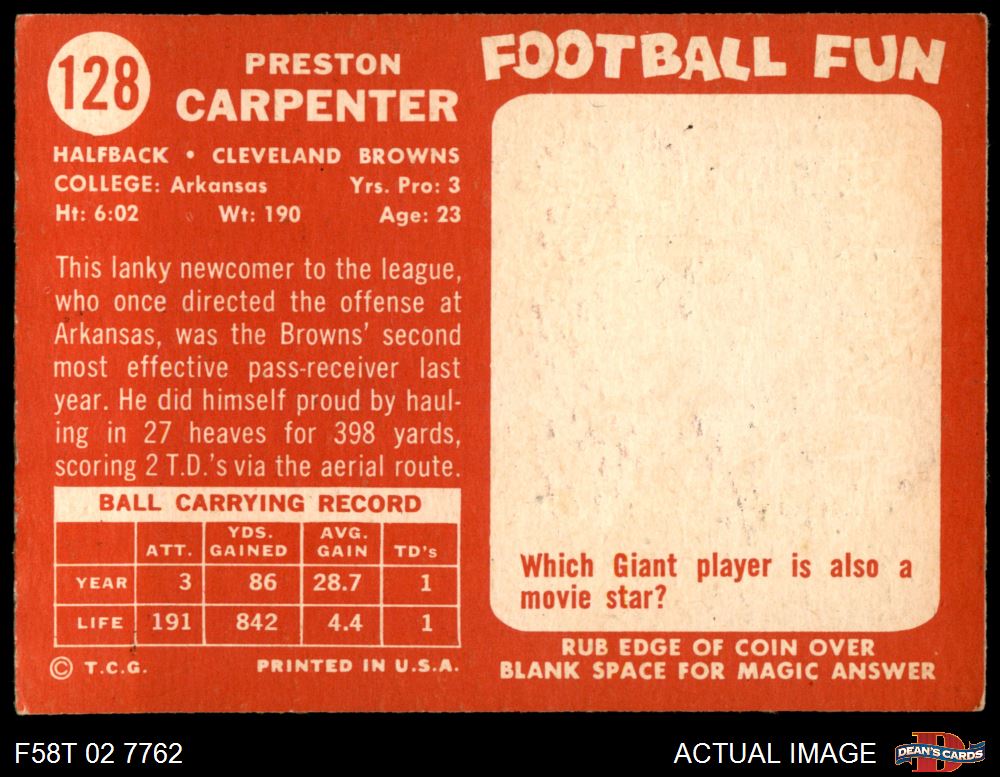 128
PRESTON
CARPENTER
HALFBACK • CLEVELAND BROWNS
COLLEGE: Arkansas Yrs. Pro: 3
Ht: 6:02 Wt: 190 Age: 23
This lanky newcomer to the league,
who once directed the offense at
Arkansas, was the Browns' second
most effective pass-receiver last
year. He did himself proud by haul-
ing in 27 heaves for 398 yards,
scoring 2 T.D.'s via the aerial route.
BALL CARRYING RECORD
ATT. YDS. GAINED AVG. GAIN TD's
YEAR 3 86 28.7 1
LIFE 191 842 4.4 1
© T.C.G. PRINTED IN U.S.A.
FOOTBALL FUN
Which Giant player is also a
movie star?
RUB EDGE OF COIN OVER
BLANK SPACE FOR MAGIC ANSWER
F58T 02 7762
ACTUAL IMAGE
D
DEAN'S CARDS